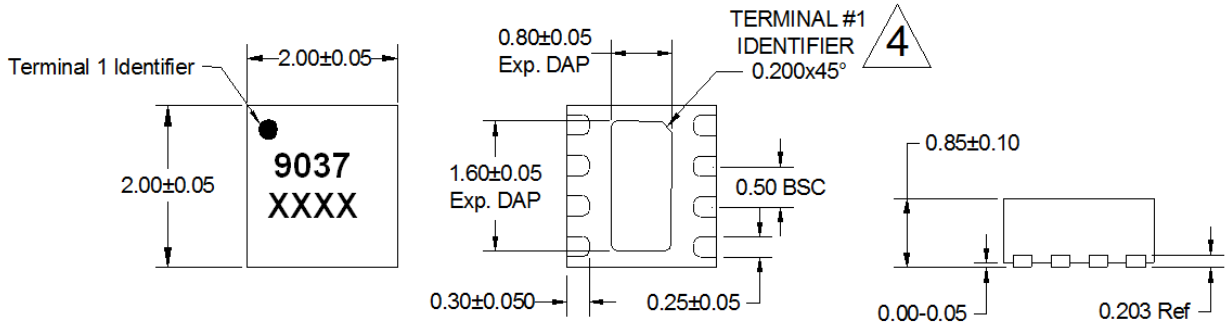 Terminal 1 Identifier
2.00±0.05
2.00±0.05
9037
XXXX
0.80±0.05
Exp. DAP
TERMINAL #1
IDENTIFIER
0.200x45°
4
1.60±0.05
Exp. DAP
0.50 BSC
0.30±0.050
0.25±0.05
0.85±0.10
0.00-0.05
0.203 Ref